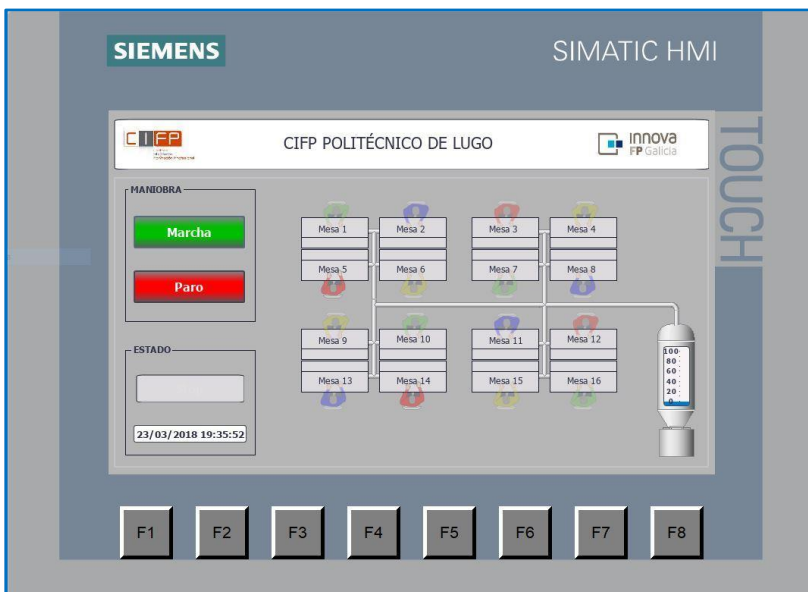 SIEMENS
SIMATIC HMI
TOUCH
CIFP
CIFP POLITÉCNICO DE LUGO
innova
FP Galicia
MANIOBRA
Marcha
Paro
ESTADO
23/03/2018 19:35:52
Mesa 1 Mesa 2 Mesa 3 Mesa 4
Mesa 5 Mesa 6 Mesa 7 Mesa 8
Mesa 9 Mesa 10 Mesa 11 Mesa 12
Mesa 13 Mesa 14 Mesa 15 Mesa 16
100
80
60
40
20
0
F1 F2 F3 F4 F5 F6 F7 F8